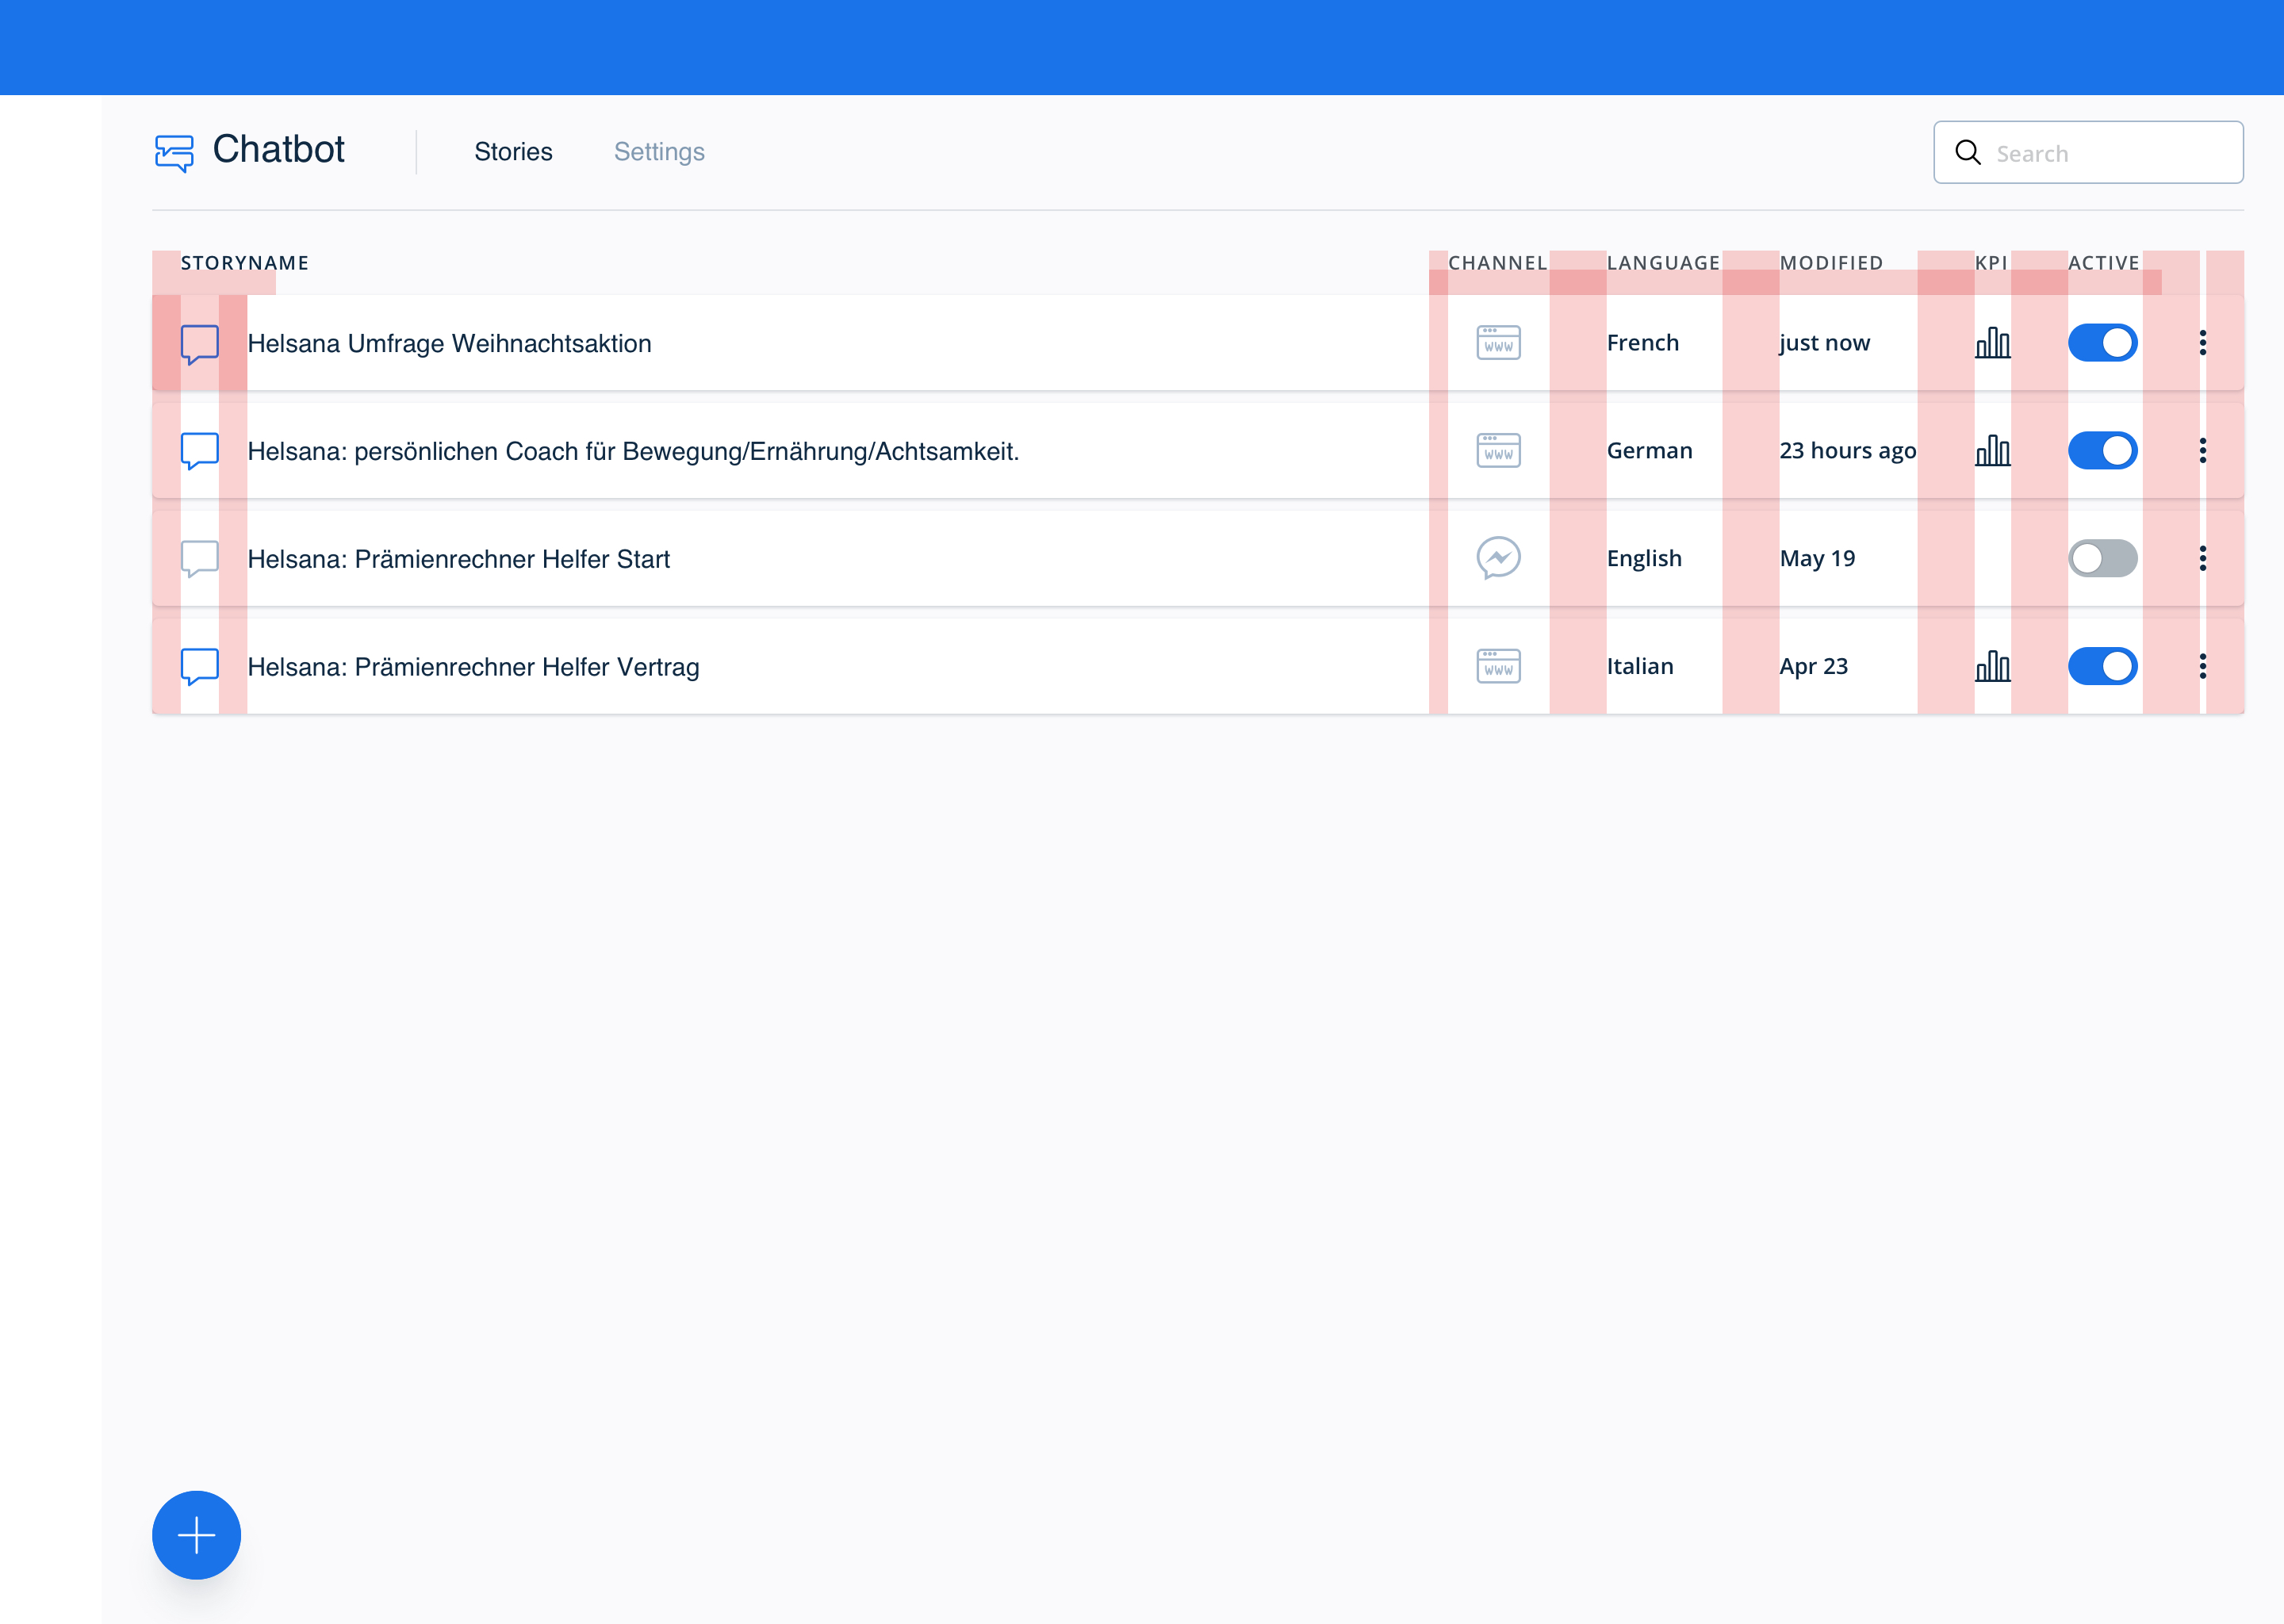 Chatbot Stories Settings Search
STORYNAME CHANNEL LANGUAGE MODIFIED KPI ACTIVE
Helsana Umfrage Weihnachtsaktion WWW French just now
Helsana: persönlichen Coach für Bewegung/Ernährung/Achtsamkeit. WWW German 23 hours ago
Helsana: Prämienrechner Helfer Start English May 19
Helsana: Prämienrechner Helfer Vertrag WWW Italian Apr 23